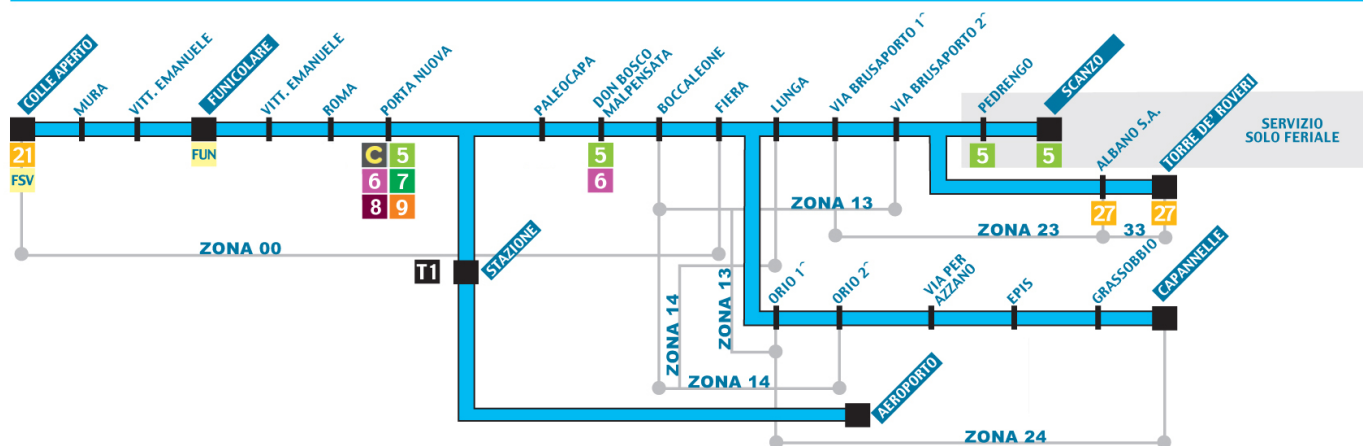 COLLE APERTO
MURA
VITT. EMANUELE
FUNICOLARE
VITT. EMANUELE
ROMA
PORTA NUOVA
PALEOCAPA
DON BOSCO
MALPENSATA
BOCCALEONE
FIERA
LUNGA
VIA BRUSAPORTO 1^
VIA BRUSAPORTO 2^
PEDRENGO
SCANZO
SERVIZIO
SOLO FERIALE
21
FSV
FUN
C 5
6 7
8 9
5
6
5
5
ALBANO S.A.
TORRE DE' ROVERI
27
27
ZONA 00
ZONA 13
ZONA 23
33
T1
STAZIONE
ZONA 14
ZONA 13
ORIO 1^
ORIO 2^
VIA PER
AZZANO
EPIS
GRASSOBBIO
CAPANNELLE
ZONA 14
AEROPORTO
ZONA 24